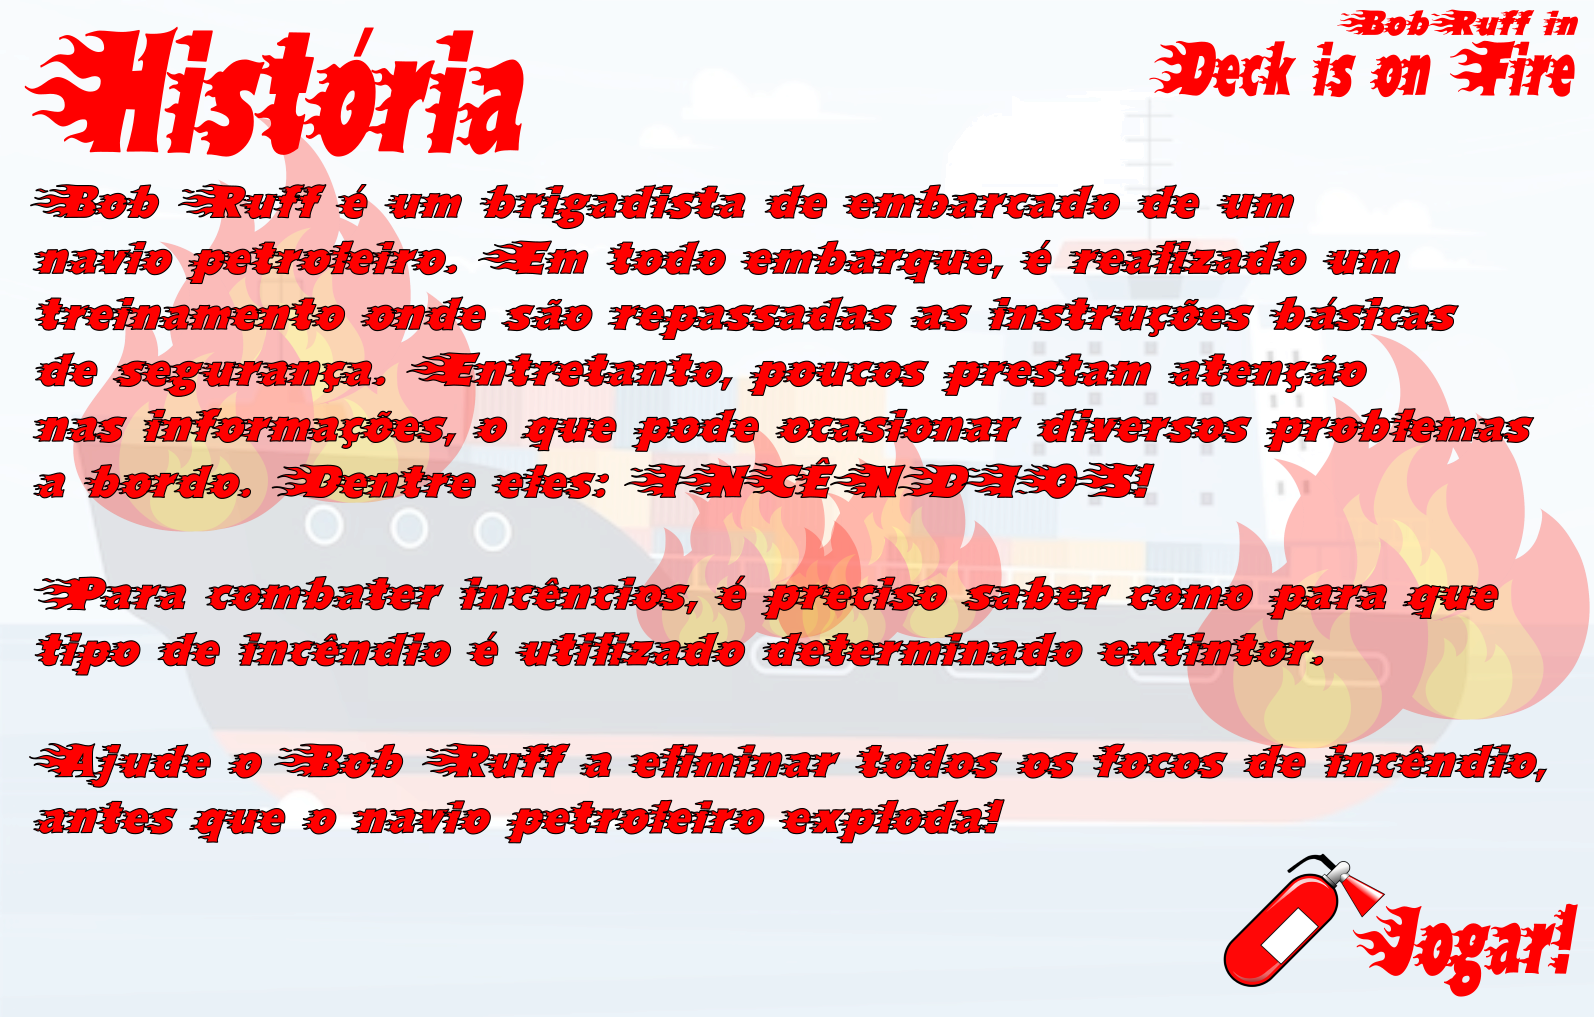 História
Bob Ruff in
Deck is on Fire
Bob Ruff é um brigadista de embarcado de um
navio petroleiro. Em todo embarque, é realizado um
treinamento onde são repassadas as instruções básicas
de segurança. Entretanto, poucos prestam atenção
nas informações, o que pode ocasionar diversos problemas
a bordo. Dentre eles: INCÊNDIOS!
Para combater incêncios, é preciso saber como para que
tipo de incêndio é utilizado determinado extintor.
Ajude o Bob Ruff a eliminar todos os focos de incêndio,
antes que o navio petroleiro exploda!
Jogar!